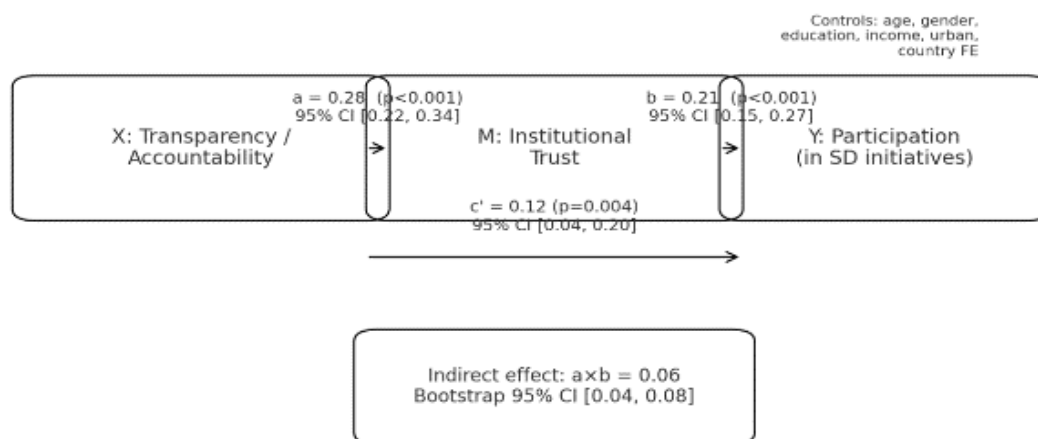 Controls: age, gender,
education, income, urban,
country FE
a = 0.28 (p<0.001)
95% CI [0.22, 0.34]
b = 0.21 (p<0.001)
95% CI [0.15, 0.27]
X: Transparency /
Accountability
M: Institutional
Trust
Y: Participation
(in SD initiatives)
c' = 0.12 (p=0.004)
95% CI [0.04, 0.20]
Indirect effect: a×b = 0.06
Bootstrap 95% CI [0.04, 0.08]